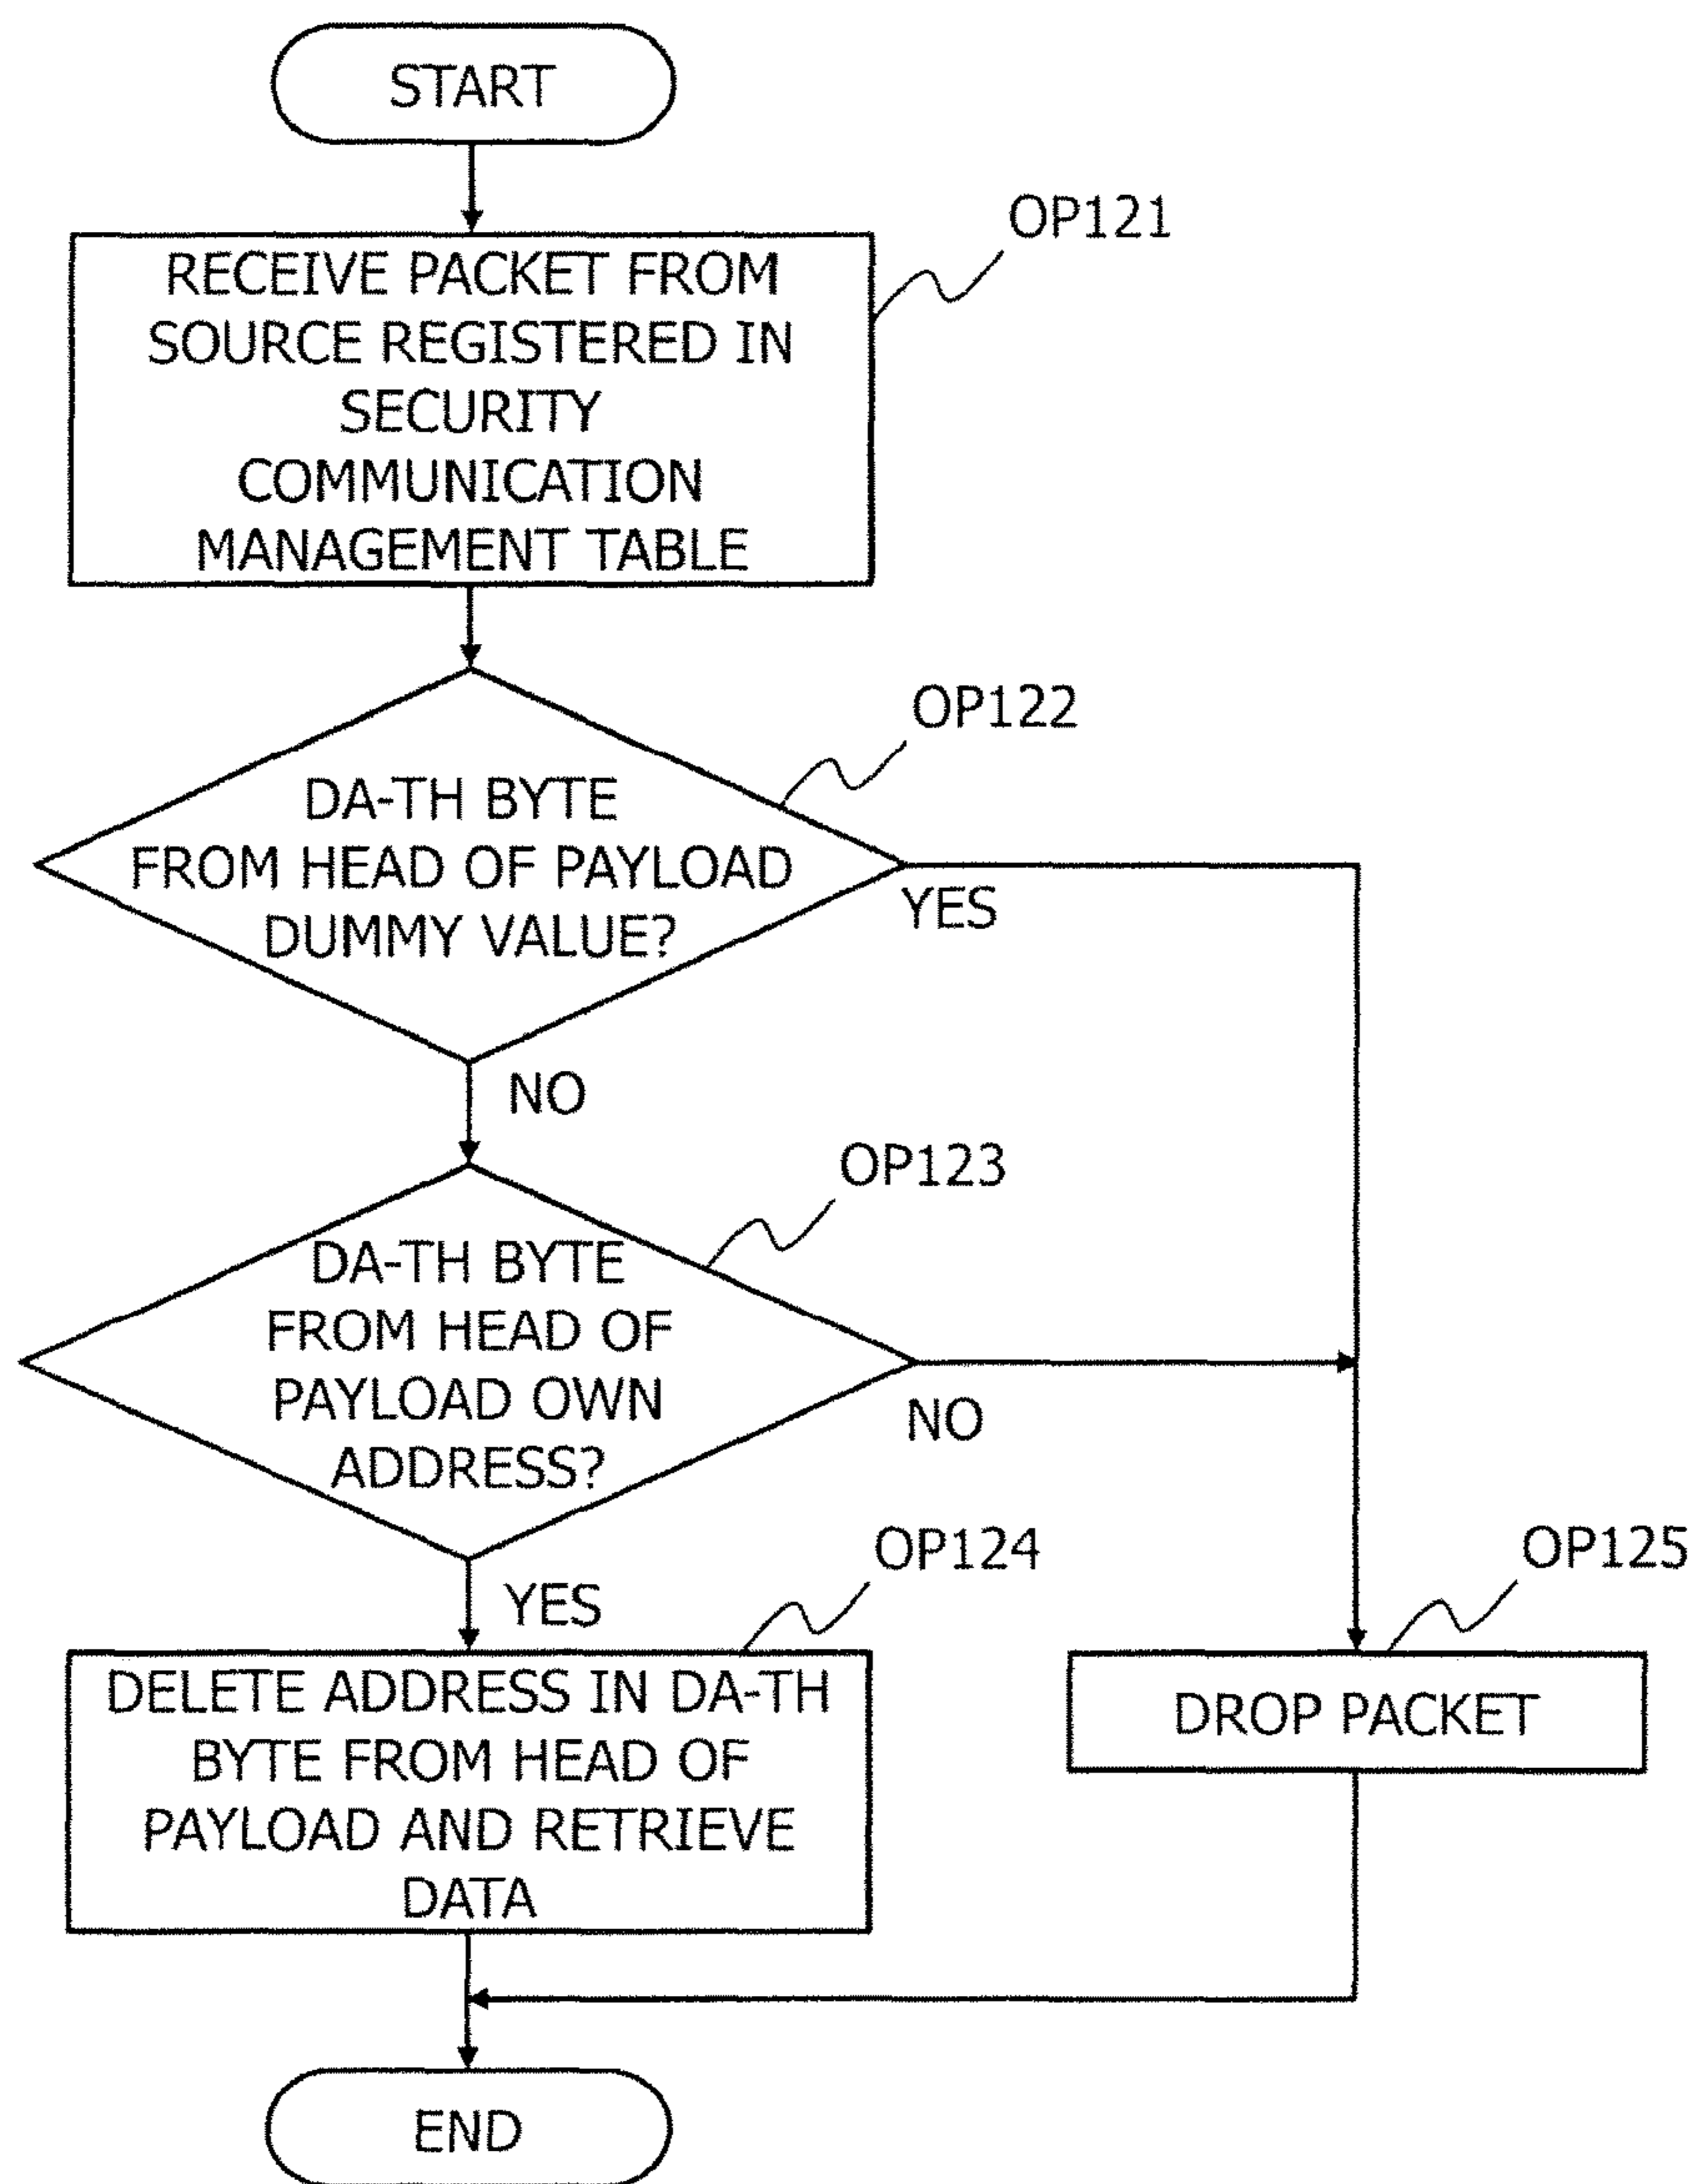 START
OP121
RECEIVE PACKET FROM
SOURCE REGISTERED IN
SECURITY
COMMUNICATION
MANAGEMENT TABLE
OP122
DA-TH BYTE
FROM HEAD OF PAYLOAD
DUMMY VALUE?
YES
NO
OP123
DA-TH BYTE
FROM HEAD OF
PAYLOAD OWN
ADDRESS?
NO
YES
OP124
DELETE ADDRESS IN DA-TH
BYTE FROM HEAD OF
PAYLOAD AND RETRIEVE
DATA
OP125
DROP PACKET
END